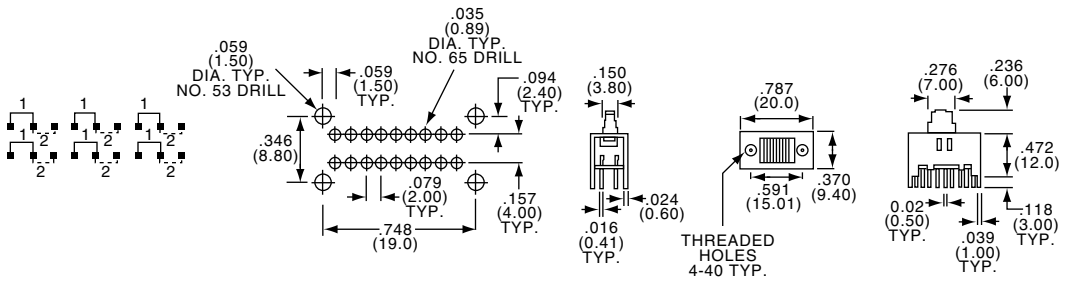 1 1 1
2 2 2
1 1 1
2 2 2
.059
(1.50)
DIA. TYP.
NO. 53 DRILL
.059
(1.50)
TYP.
.035
(0.89)
DIA. TYP.
NO. 65 DRILL
.094
(2.40)
TYP.
.346
(8.80)
.079
(2.00)
TYP.
.157
(4.00)
TYP.
.748
(19.0)
.150
(3.80)
.024
(0.60)
.016
(0.41)
TYP.
.787
(20.0)
.591
(15.01)
.370
(9.40)
THREADED
HOLES
4-40 TYP.
.276
(7.00)
.236
(6.00)
.472
(12.0)
0.02
(0.50)
TYP.
.039
(1.00)
TYP.
.118
(3.00)
TYP.